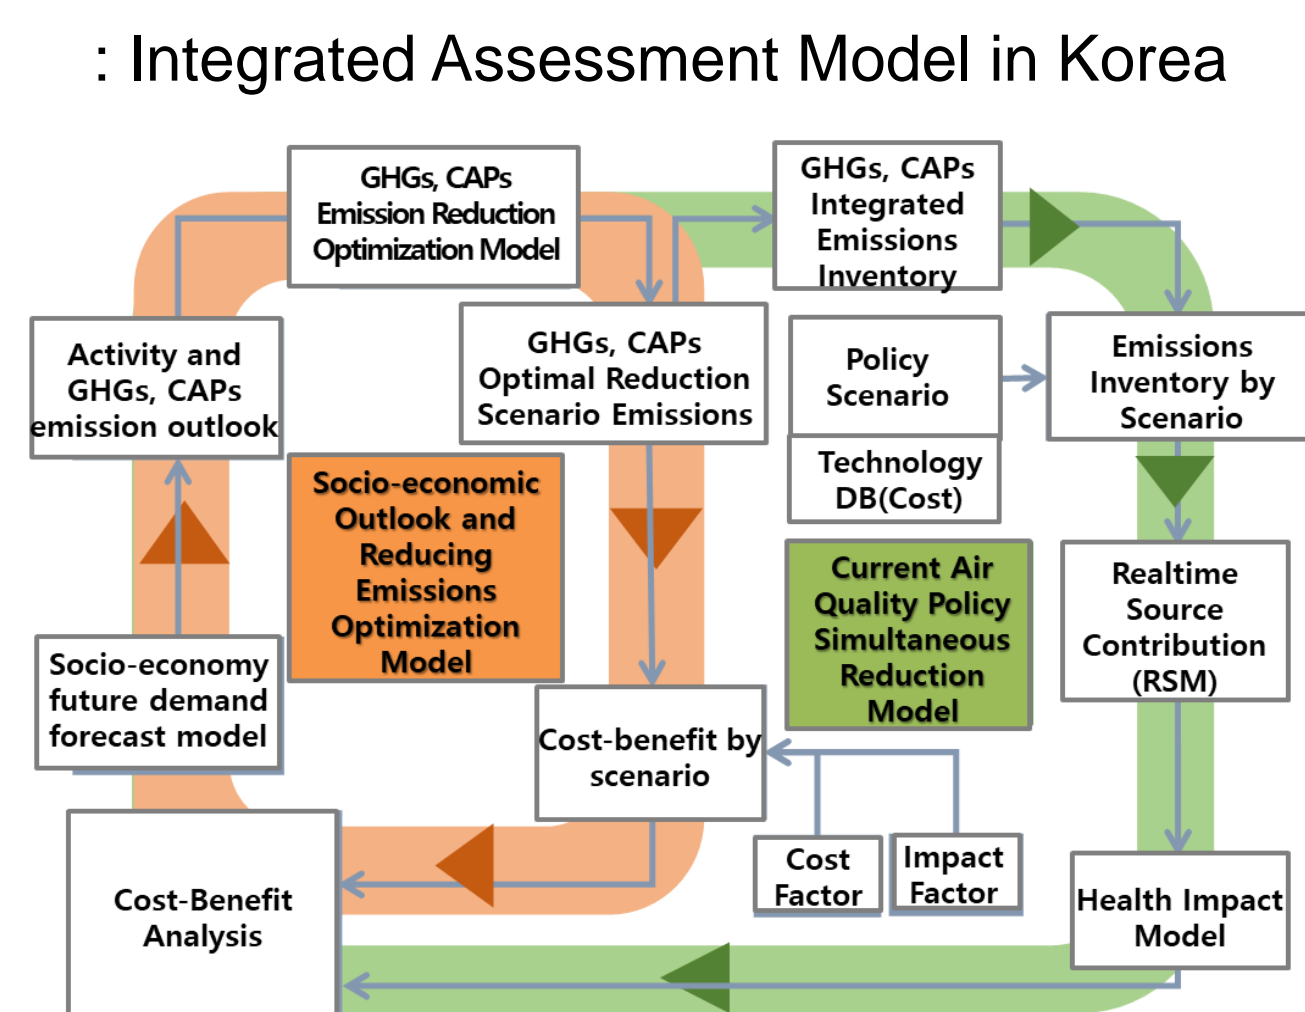 : Integrated Assessment Model in Korea
GHGs, CAPs
Emission Reduction
Optimization Model
GHGs, CAPs
Integrated
Emissions
Inventory
Activity and
GHGs, CAPs
emission outlook
GHGs, CAPs
Optimal Reduction
Scenario Emissions
Policy
Scenario
Emissions
Inventory by
Scenario
Technology
DB(Cost)
Socio-economic
Outlook and
Reducing
Emissions
Optimization
Model
Current Air
Quality Policy
Simultaneous
Reduction
Model
Realtime
Source
Contribution
(RSM)
Socio-economy
future demand
forecast model
Cost-benefit by
scenario
Cost
Factor
Impact
Factor
Cost-Benefit
Analysis
Health Impact
Model